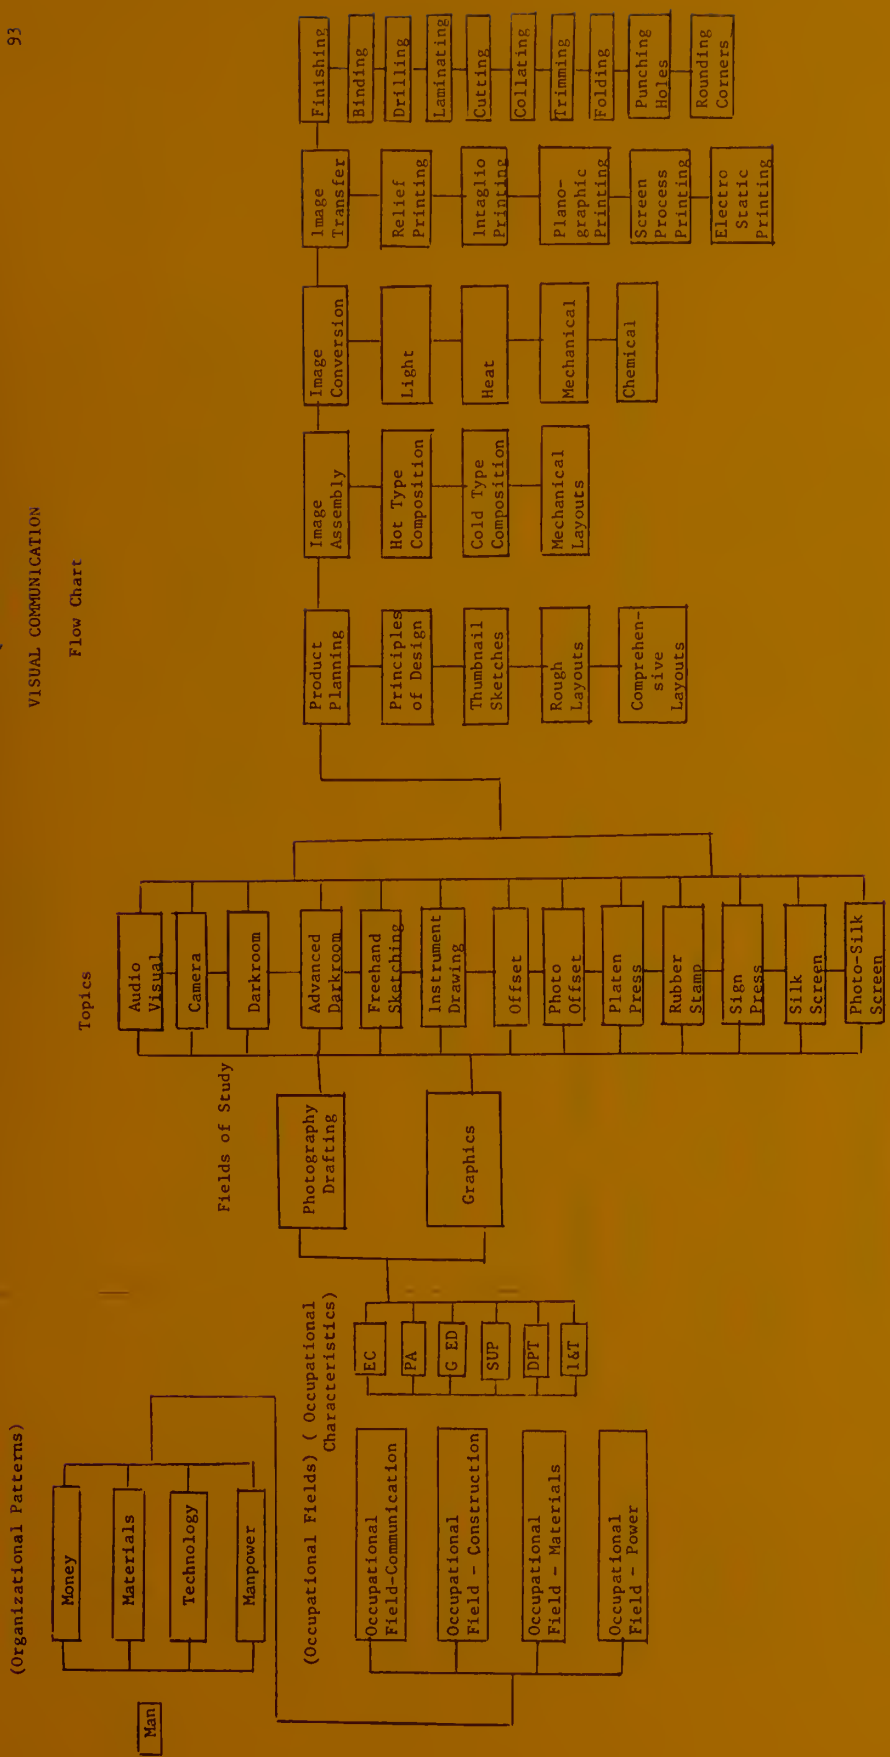 93
VISUAL COMMUNICATION
Flow Chart
(Organizational Patterns)
Man
Money
Materials
Technology
Manpower
(Occupational Fields)
Occupational
Field-Communication
Occupational
Field - Construction
Occupational
Field - Materials
Occupational
Field - Power
( Occupational
Characteristics)
EC
PA
G ED
SUP
DPT
I&T
Fields of Study
Photography
Drafting
Graphics
Topics
Audio
Visual
Camera
Darkroom
Advanced
Darkroom
Freehand
Sketching
Instrument
Drawing
Offset
Photo
Offset
Platen
Press
Rubber
Stamp
Sign
Press
Silk
Screen
Photo-Silk
Screen
Product
Planning
Principles
of Design
Thumbnail
Sketches
Rough
Layouts
Comprehen-
sive
Layouts
Image
Assembly
Hot Type
Composition
Cold Type
Composition
Mechanical
Layouts
Image
Conversion
Light
Heat
Mechanical
Chemical
Image
Transfer
Relief
Printing
Intaglio
Printing
Plano-
graphic
Printing
Screen
Process
Printing
Electro
Static
Printing
Finishing
Binding
Drilling
Laminating
Cutting
Collating
Trimming
Folding
Punching
Holes
Rounding
Corners